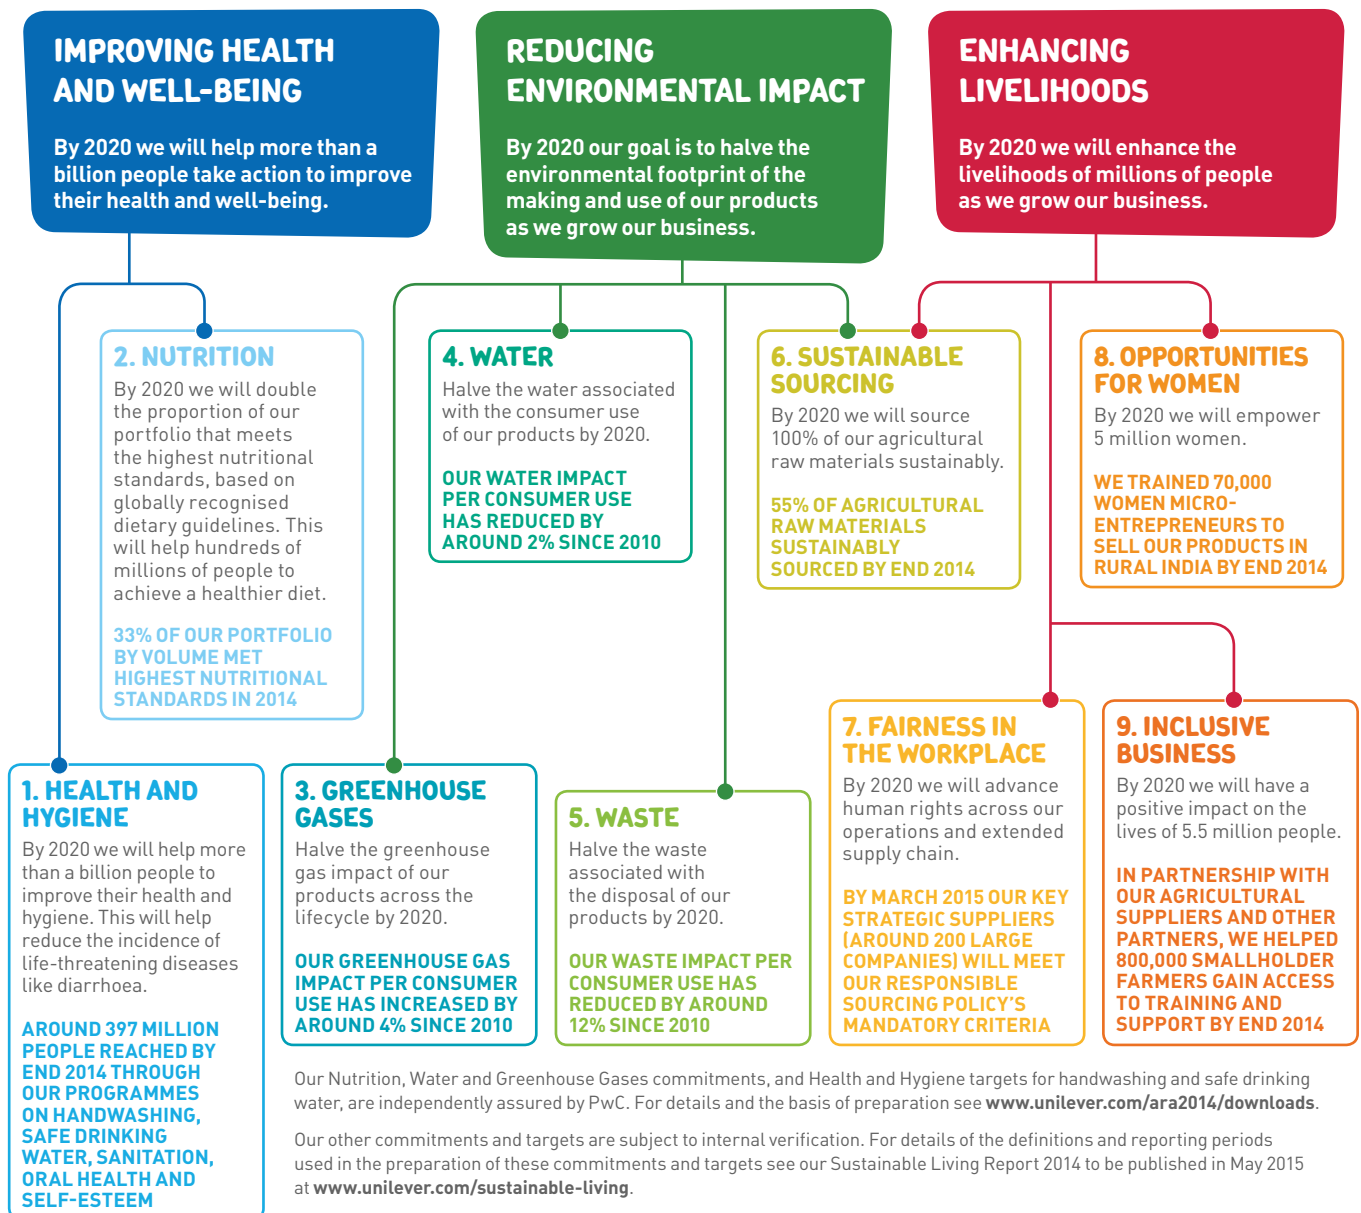 IMPROVING HEALTH
AND WELL-BEING
By 2020 we will help more than a
billion people take action to improve
their health and well-being.
REDUCING
ENVIRONMENTAL IMPACT
By 2020 our goal is to halve the
environmental footprint of the
making and use of our products
as we grow our business.
ENHANCING
LIVELIHOODS
By 2020 we will enhance the
livelihoods of millions of people
as we grow our business.
2. NUTRITION
By 2020 we will double
the proportion of our
portfolio that meets
the highest nutritional
standards, based on
globally recognised
dietary guidelines. This
will help hundreds of
millions of people to
achieve a healthier diet.
33% OF OUR PORTFOLIO
BY VOLUME MET
HIGHEST NUTRITIONAL
STANDARDS IN 2014
4. WATER
Halve the water associated
with the consumer use
of our products by 2020.
OUR WATER IMPACT
PER CONSUMER USE
HAS REDUCED BY
AROUND 2% SINCE 2010
6. SUSTAINABLE
SOURCING
By 2020 we will source
100% of our agricultural
raw materials sustainably.
55% OF AGRICULTURAL
RAW MATERIALS
SUSTAINABLY
SOURCED BY END 2014
8. OPPORTUNITIES
FOR WOMEN
By 2020 we will empower
5 million women.
WE TRAINED 70,000
WOMEN MICRO-
ENTREPRENEURS TO
SELL OUR PRODUCTS IN
RURAL INDIA BY END 2014
1. HEALTH AND
HYGIENE
By 2020 we will help more
than a billion people to
improve their health and
hygiene. This will help
reduce the incidence of
life-threatening diseases
like diarrhoea.
AROUND 397 MILLION
PEOPLE REACHED BY
END 2014 THROUGH
OUR PROGRAMMES
ON HANDWASHING,
SAFE DRINKING
WATER, SANITATION,
ORAL HEALTH AND
SELF-ESTEEM
3. GREENHOUSE
GASES
Halve the greenhouse
gas impact of our
products across the
lifecycle by 2020.
OUR GREENHOUSE GAS
IMPACT PER CONSUMER
USE HAS INCREASED BY
AROUND 4% SINCE 2010
5. WASTE
Halve the waste
associated with
the disposal of our
products by 2020.
OUR WASTE IMPACT PER
CONSUMER USE HAS
REDUCED BY AROUND
12% SINCE 2010
7. FAIRNESS IN
THE WORKPLACE
By 2020 we will advance
human rights across our
operations and extended
supply chain.
BY MARCH 2015 OUR KEY
STRATEGIC SUPPLIERS
(AROUND 200 LARGE
COMPANIES) WILL MEET
OUR RESPONSIBLE
SOURCING POLICY'S
MANDATORY CRITERIA
9. INCLUSIVE
BUSINESS
By 2020 we will have a
positive impact on the
lives of 5.5 million people.
IN PARTNERSHIP WITH
OUR AGRICULTURAL
SUPPLIERS AND OTHER
PARTNERS, WE HELPED
800,000 SMALLHOLDER
FARMERS GAIN ACCESS
TO TRAINING AND
SUPPORT BY END 2014
Our Nutrition, Water and Greenhouse Gases commitments, and Health and Hygiene targets for handwashing and safe drinking
water, are independently assured by PwC. For details and the basis of preparation see www.unilever.com/ara2014/downloads.
Our other commitments and targets are subject to internal verification. For details of the definitions and reporting periods
used in the preparation of these commitments and targets see our Sustainable Living Report 2014 to be published in May 2015
at www.unilever.com/sustainable-living.